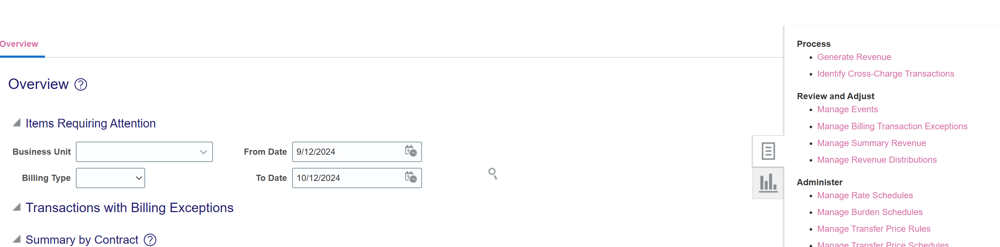 Overview
Overview
Items Requiring Attention
Business Unit
From Date 9/12/2024
Billing Type
To Date 10/12/2024
Transactions with Billing Exceptions
Summary by Contract
Process
Generate Revenue
Identify Cross-Charge Transactions
Review and Adjust
Manage Events
Manage Billing Transaction Exceptions
Manage Summary Revenue
Manage Revenue Distributions
Administer
Manage Rate Schedules
Manage Burden Schedules
Manage Transfer Price Rules
Manage Transfer Price Schedules